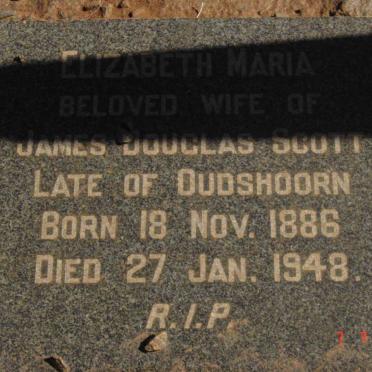 ELIZABETH MARIA
BELOVED WIFE OF
JAMES DOUGLAS SCOTT
LATE OF OUDSHOORN
BORN 18 NOV. 1886
DIED 27 JAN. 1948.
R.I.P.